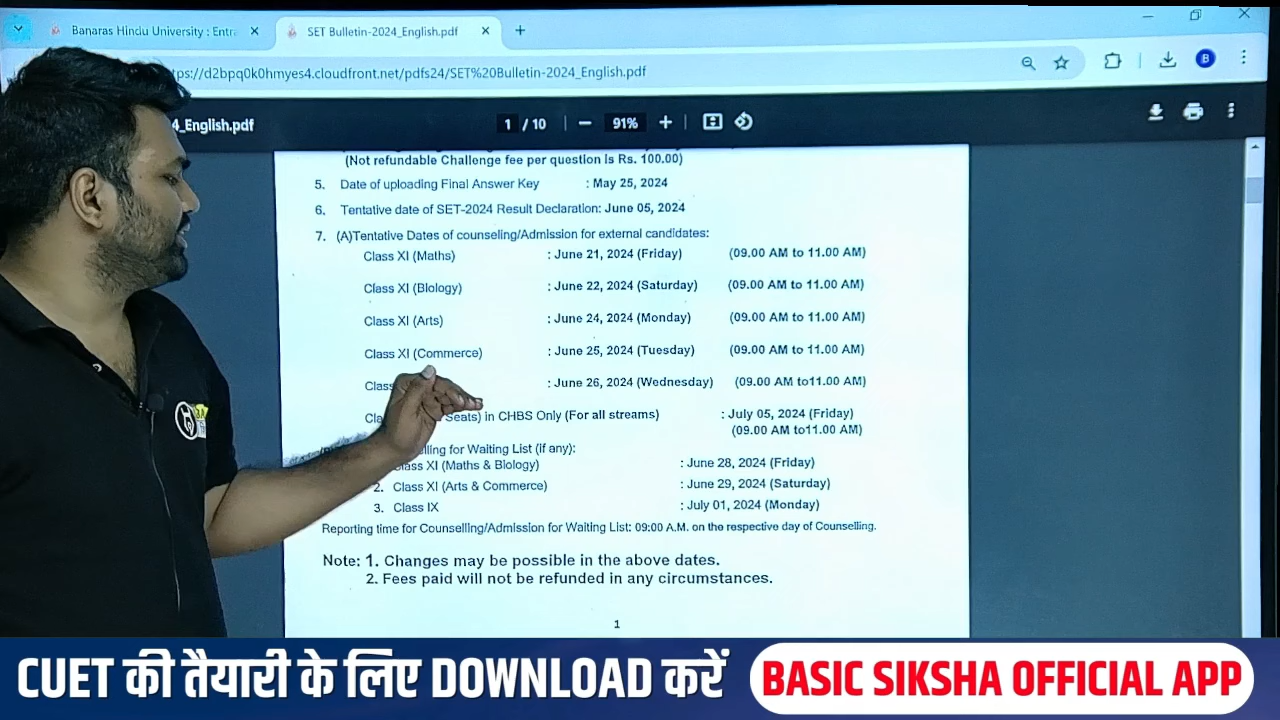 Banaras Hindu University : Entr
SET Bulletin-2024_English.pdf
tps://d2bpq0k0hmyes4.cloudfront.net/pdfs24/SET%20Bulletin-2024_English.pdf
B
4_English.pdf
1 / 10
91%
(Not refundable Challenge fee per question is Rs. 100.00)
5. Date of uploading Final Answer Key : May 25, 2024
6. Tentative date of SET-2024 Result Declaration: June 05, 2024
7. (A)Tentative Dates of counseling/Admission for external candidates:
Class XI (Maths) : June 21, 2024 (Friday) (09.00 AM to 11.00 AM)
Class XI (Biology) : June 22, 2024 (Saturday) (09.00 AM to 11.00 AM)
Class XI (Arts) : June 24, 2024 (Monday) (09.00 AM to 11.00 AM)
Class XI (Commerce) : June 25, 2024 (Tuesday) (09.00 AM to 11.00 AM)
Class : June 26, 2024 (Wednesday) (09.00 AM to11.00 AM)
Cla Seats) in CHBS Only (For all streams) : July 05, 2024 (Friday)
(09.00 AM to11.00 AM)
lling for Waiting List (if any):
Class XI (Maths & Biology) : June 28, 2024 (Friday)
2. Class XI (Arts & Commerce) : June 29, 2024 (Saturday)
3. Class IX : July 01, 2024 (Monday)
Reporting time for Counselling/Admission for Waiting List: 09:00 A.M. on the respective day of Counselling.
Note: 1. Changes may be possible in the above dates.
2. Fees paid will not be refunded in any circumstances.
1
CUET की तैयारी के लिए DOWNLOAD करें
BASIC SIKSHA OFFICIAL APP